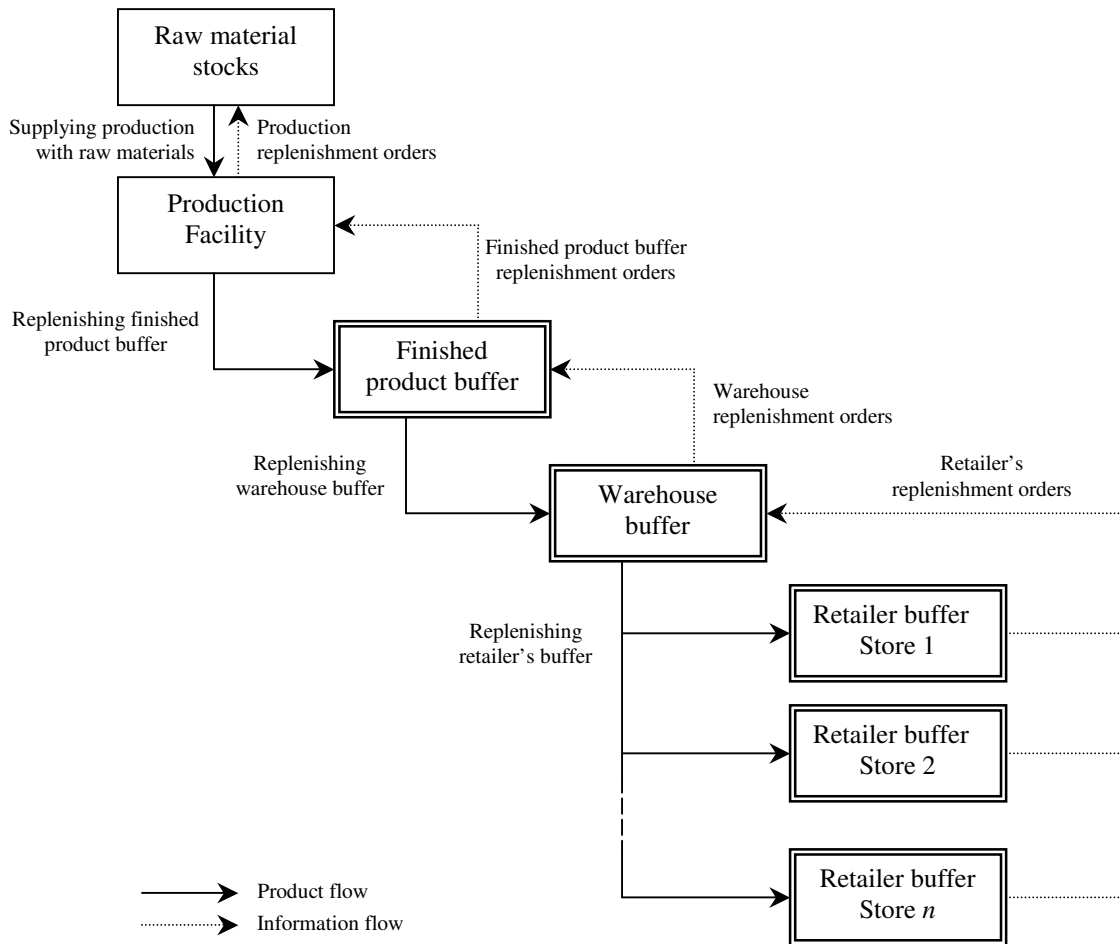 Raw material
stocks
Supplying production
with raw materials
Production
replenishment orders
Production
Facility
Finished product buffer
replenishment orders
Replenishing finished
product buffer
Finished
product buffer
Warehouse
replenishment orders
Replenishing
warehouse buffer
Warehouse
buffer
Retailer’s
replenishment orders
Retailer buffer
Store 1
Replenishing
retailer’s buffer
Retailer buffer
Store 2
Retailer buffer
Store n
Product flow
Information flow